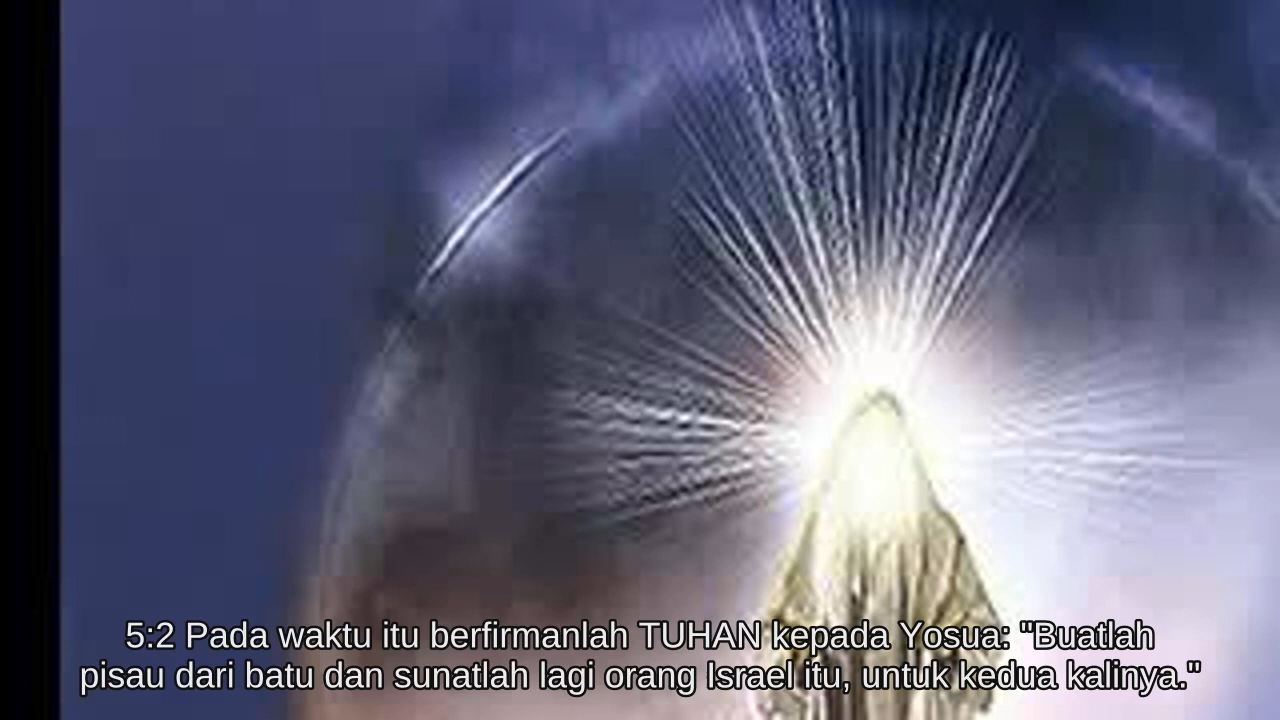 5:2 Pada waktu itu berfirmanlah TUHAN kepada Yosua: "Buatlah
pisau dari batu dan sunatlah lagi orang Israel itu, untuk kedua kalinya."